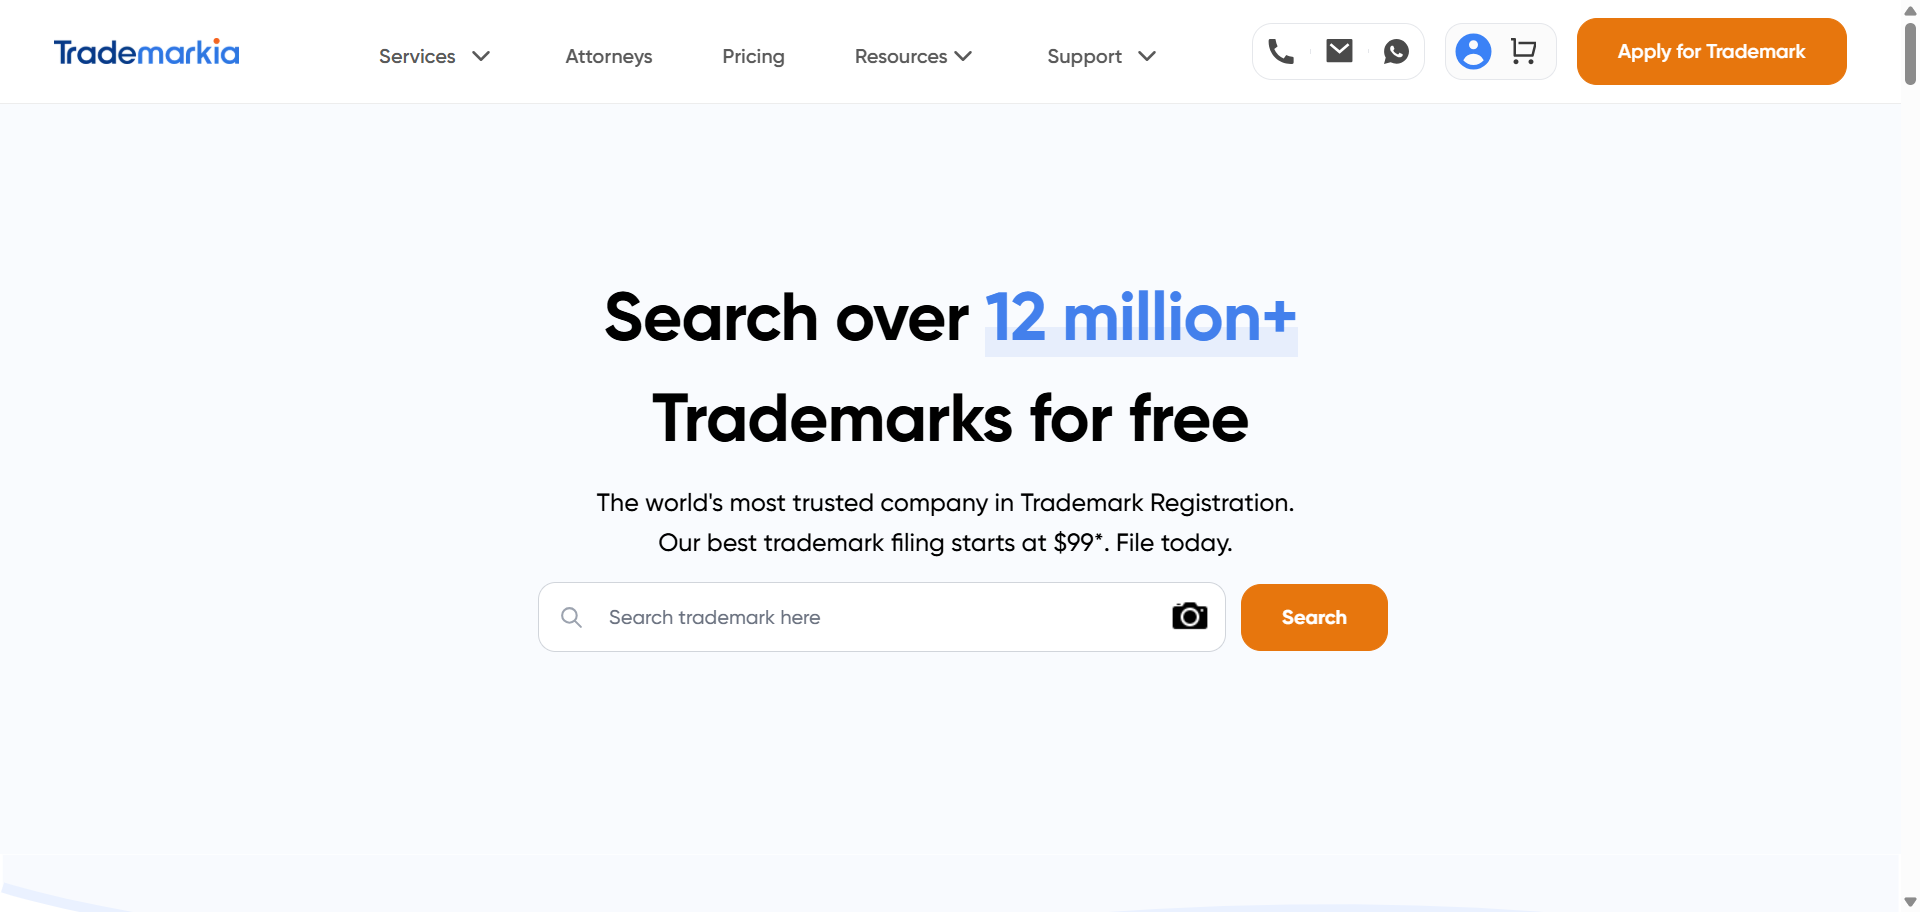 Trademarkia
Services
Attorneys
Pricing
Resources
Support
Apply for Trademark
Search over 12 million+
Trademarks for free
The world's most trusted company in Trademark Registration.
Our best trademark filing starts at $99*. File today.
Search trademark here
Search